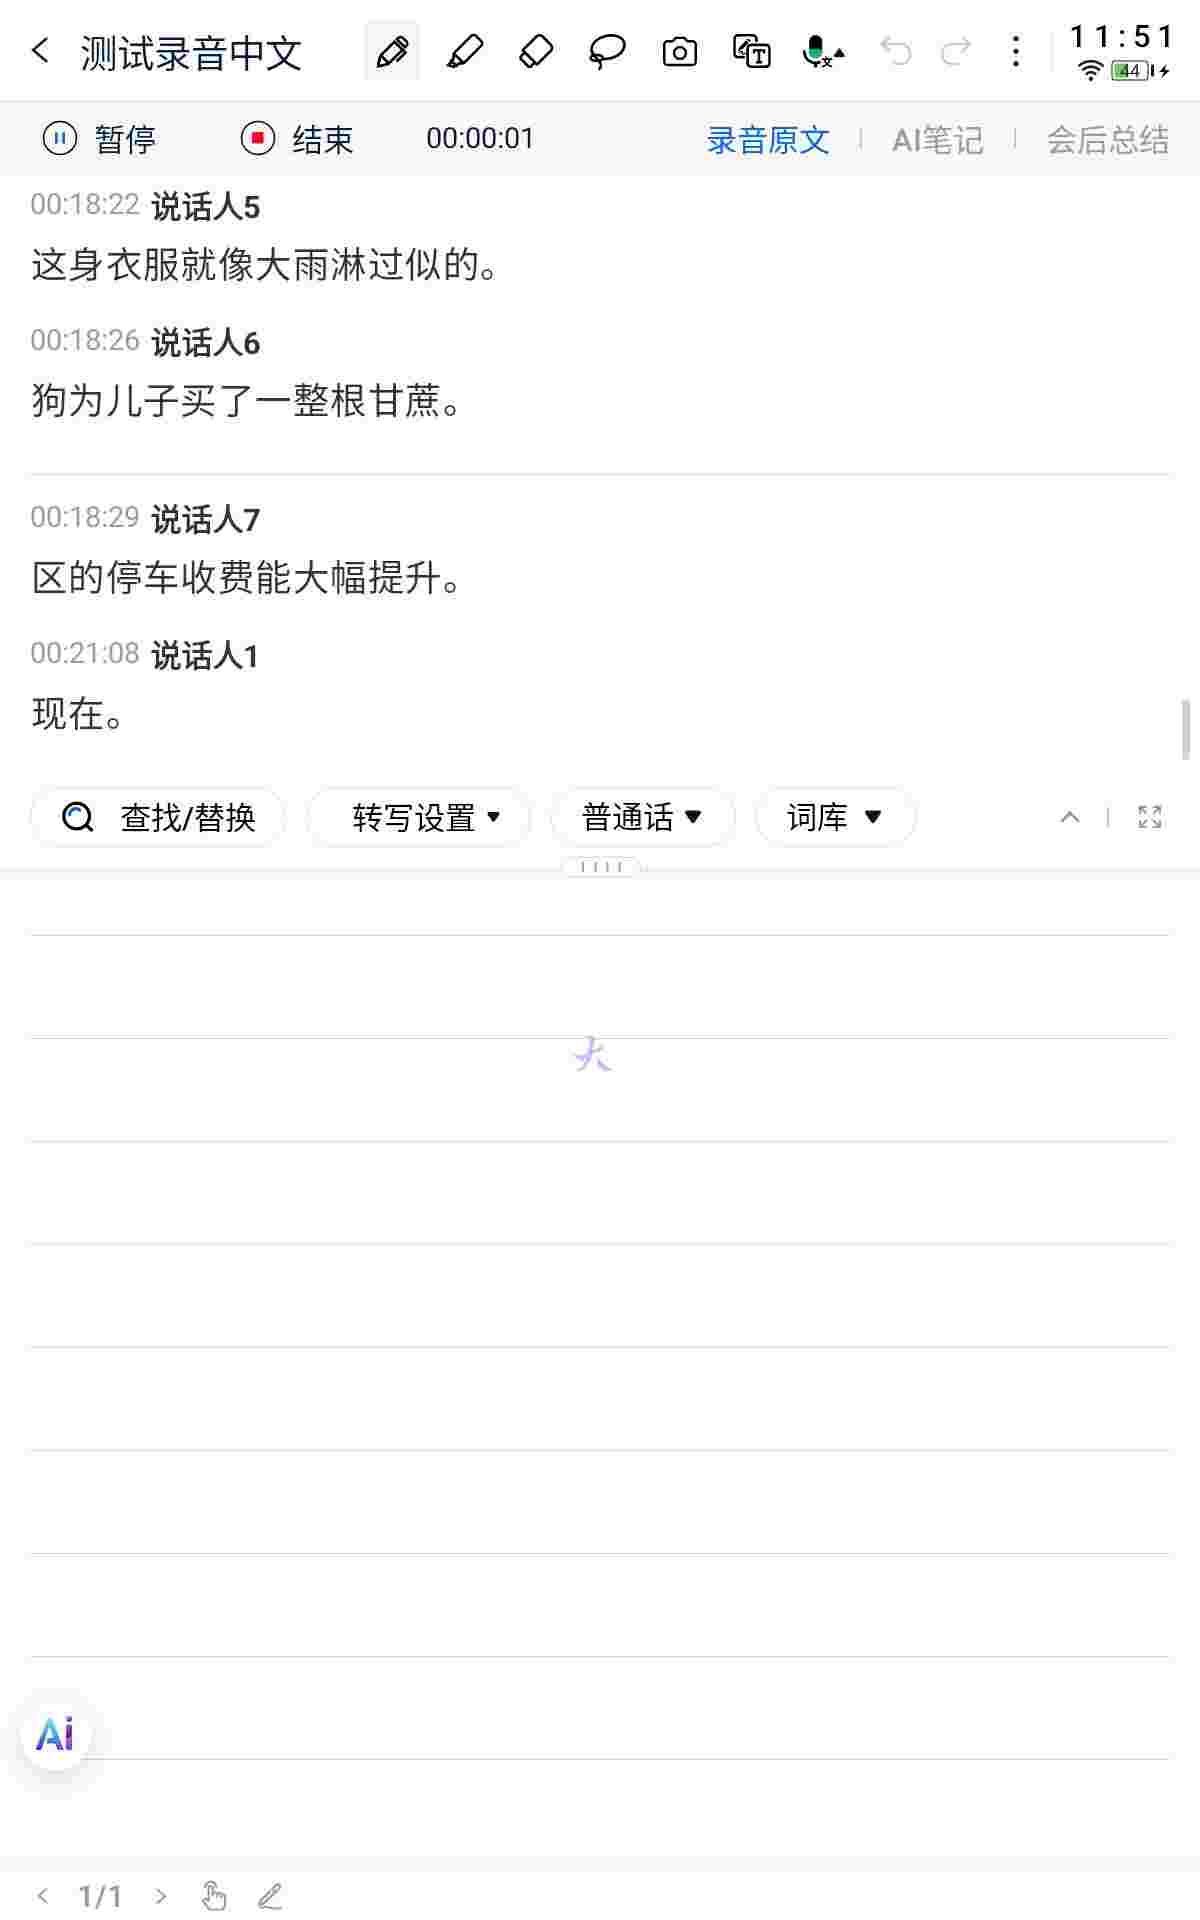 测试录音中文
11:51
44
暂停 结束 00:00:01 录音原文 AI笔记 会后总结
00:18:22 说话人5
这身衣服就像大雨淋过似的。
00:18:26 说话人6
狗为儿子买了一整根甘蔗。
00:18:29 说话人7
区的停车收费能大幅提升。
00:21:08 说话人1
现在。
查找/替换 转写设置 普通话 词库
大
Ai
1/1